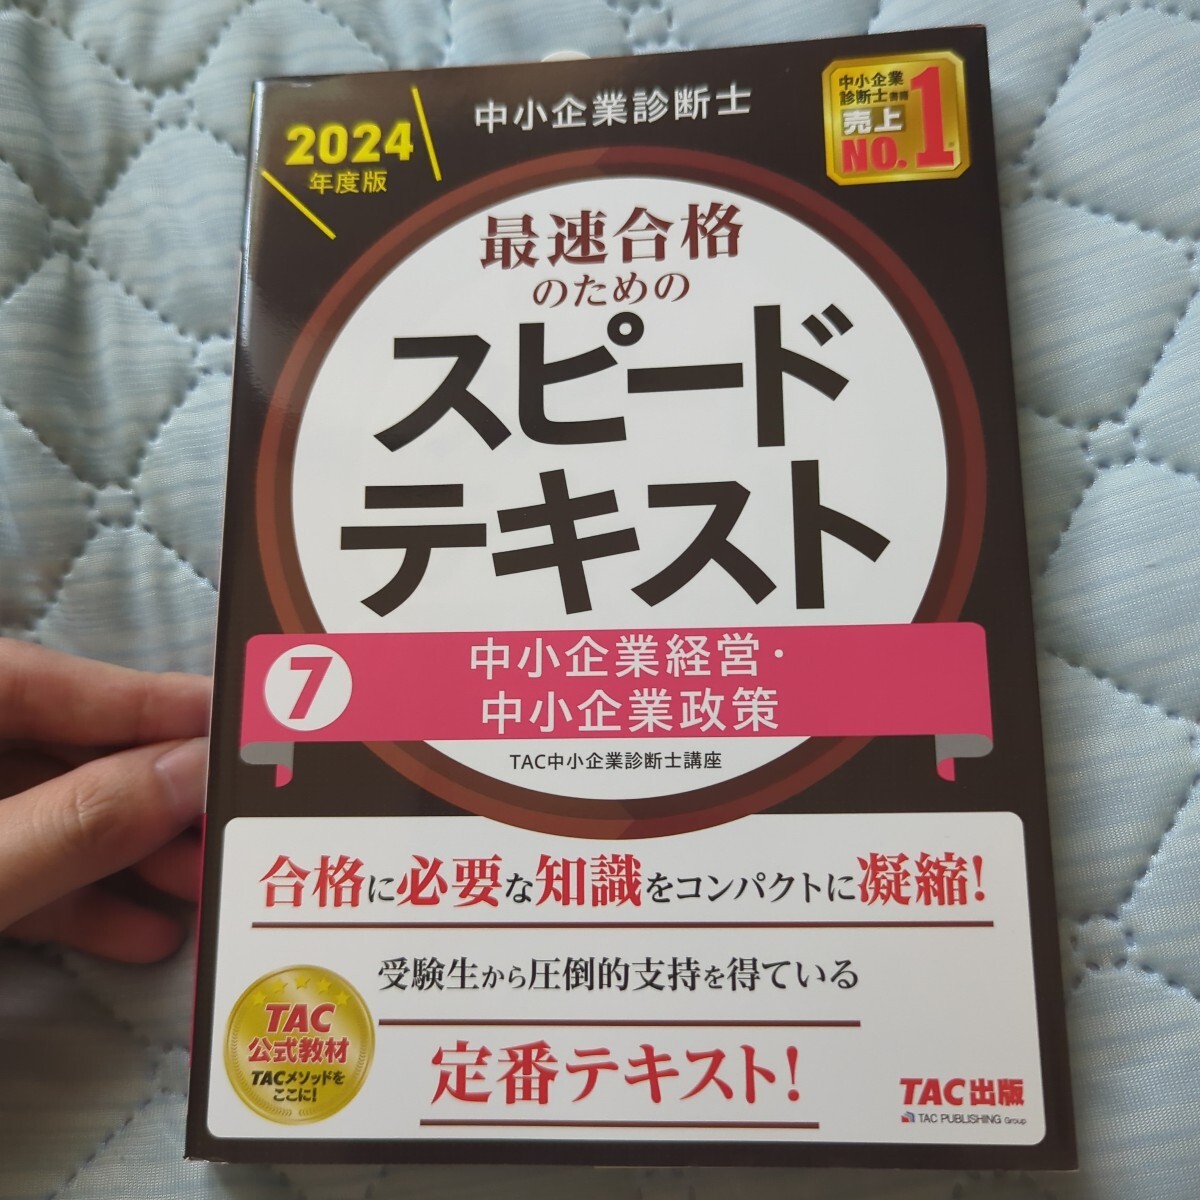 2024
年度版
中小企業診断士
中小企業
診断士書籍
売上
NO.1
最速合格
のための
スピード
テキスト
7
中小企業経営・
中小企業政策
TAC中小企業診断士講座
合格に必要な知識をコンパクトに凝縮!
受験生から圧倒的支持を得ている
定番テキスト!
TAC
公式教材
TACメソッドを
ここに!
TAC出版
TAC PUBLISHING Group